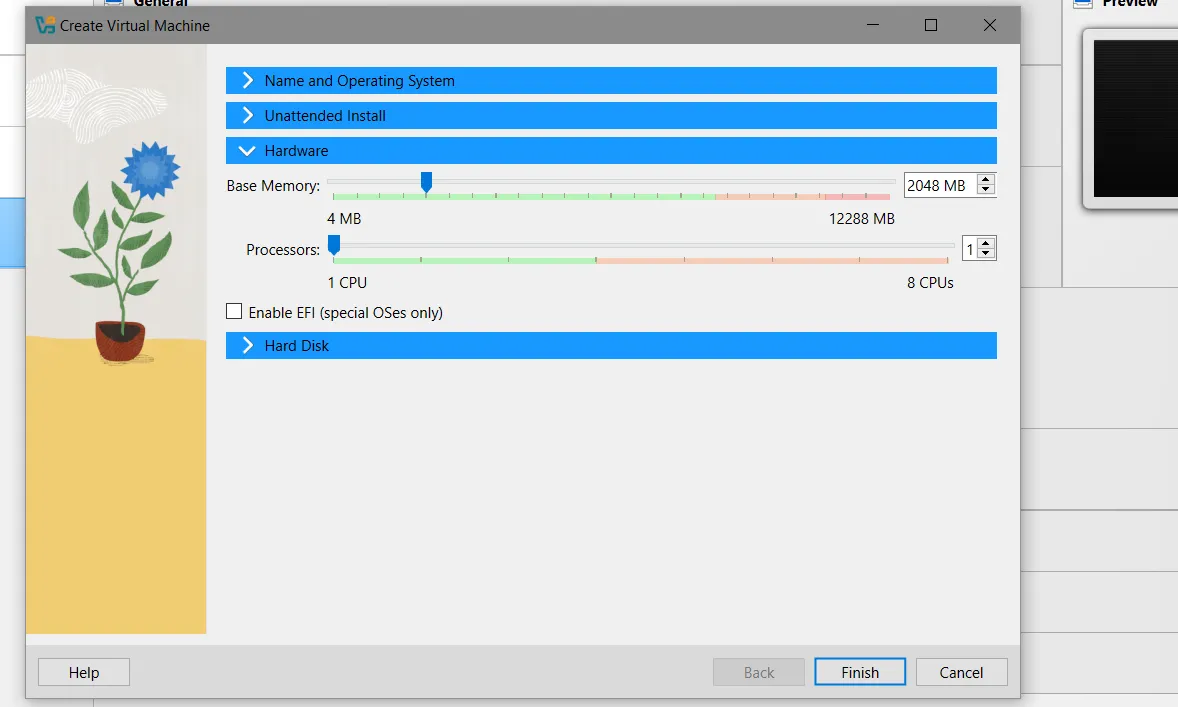 General
Preview
Create Virtual Machine
Name and Operating System
Unattended Install
Hardware
Base Memory: 2048 MB
4 MB 12288 MB
Processors: 1
1 CPU 8 CPUs
Enable EFI (special OSes only)
Hard Disk
Help Back Finish Cancel